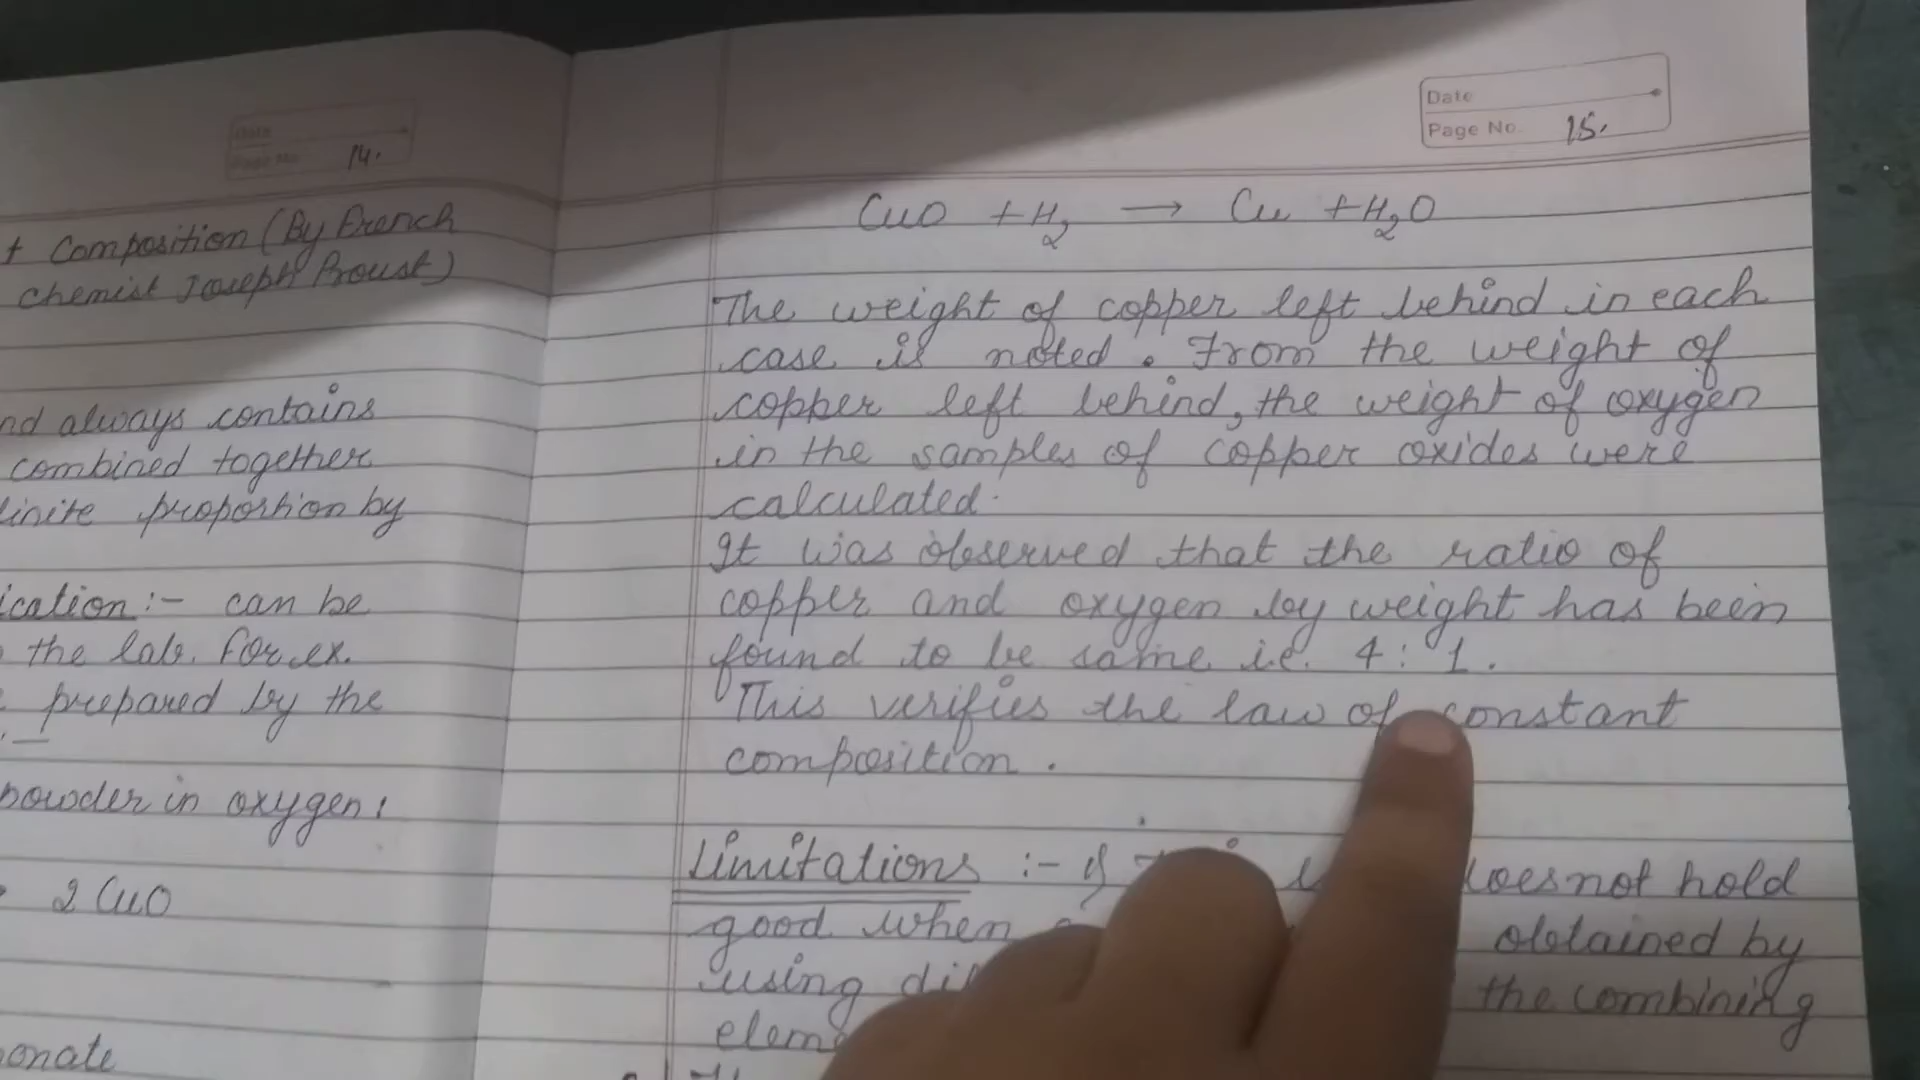 Date
Page No. 14.
t Composition (By French
chemist Joseph Proust)
nd always contains
combined together
finite proportion by
ication :- can be
the lab. For ex.
prepared by the
powder in oxygen:
2 CuO
onate
Date
Page No. 15.
CuO + H₂ → Cu + H₂O
The weight of copper left behind in each
case is noted. From the weight of
copper left behind, the weight of oxygen
in the samples of copper oxides were
calculated.
It was observed that the ratio of
copper and oxygen by weight has been
found to be same i.e. 4 : 1.
This verifies the law of constant
composition.
Limitations :- does not hold
good when obtained by
using the combining